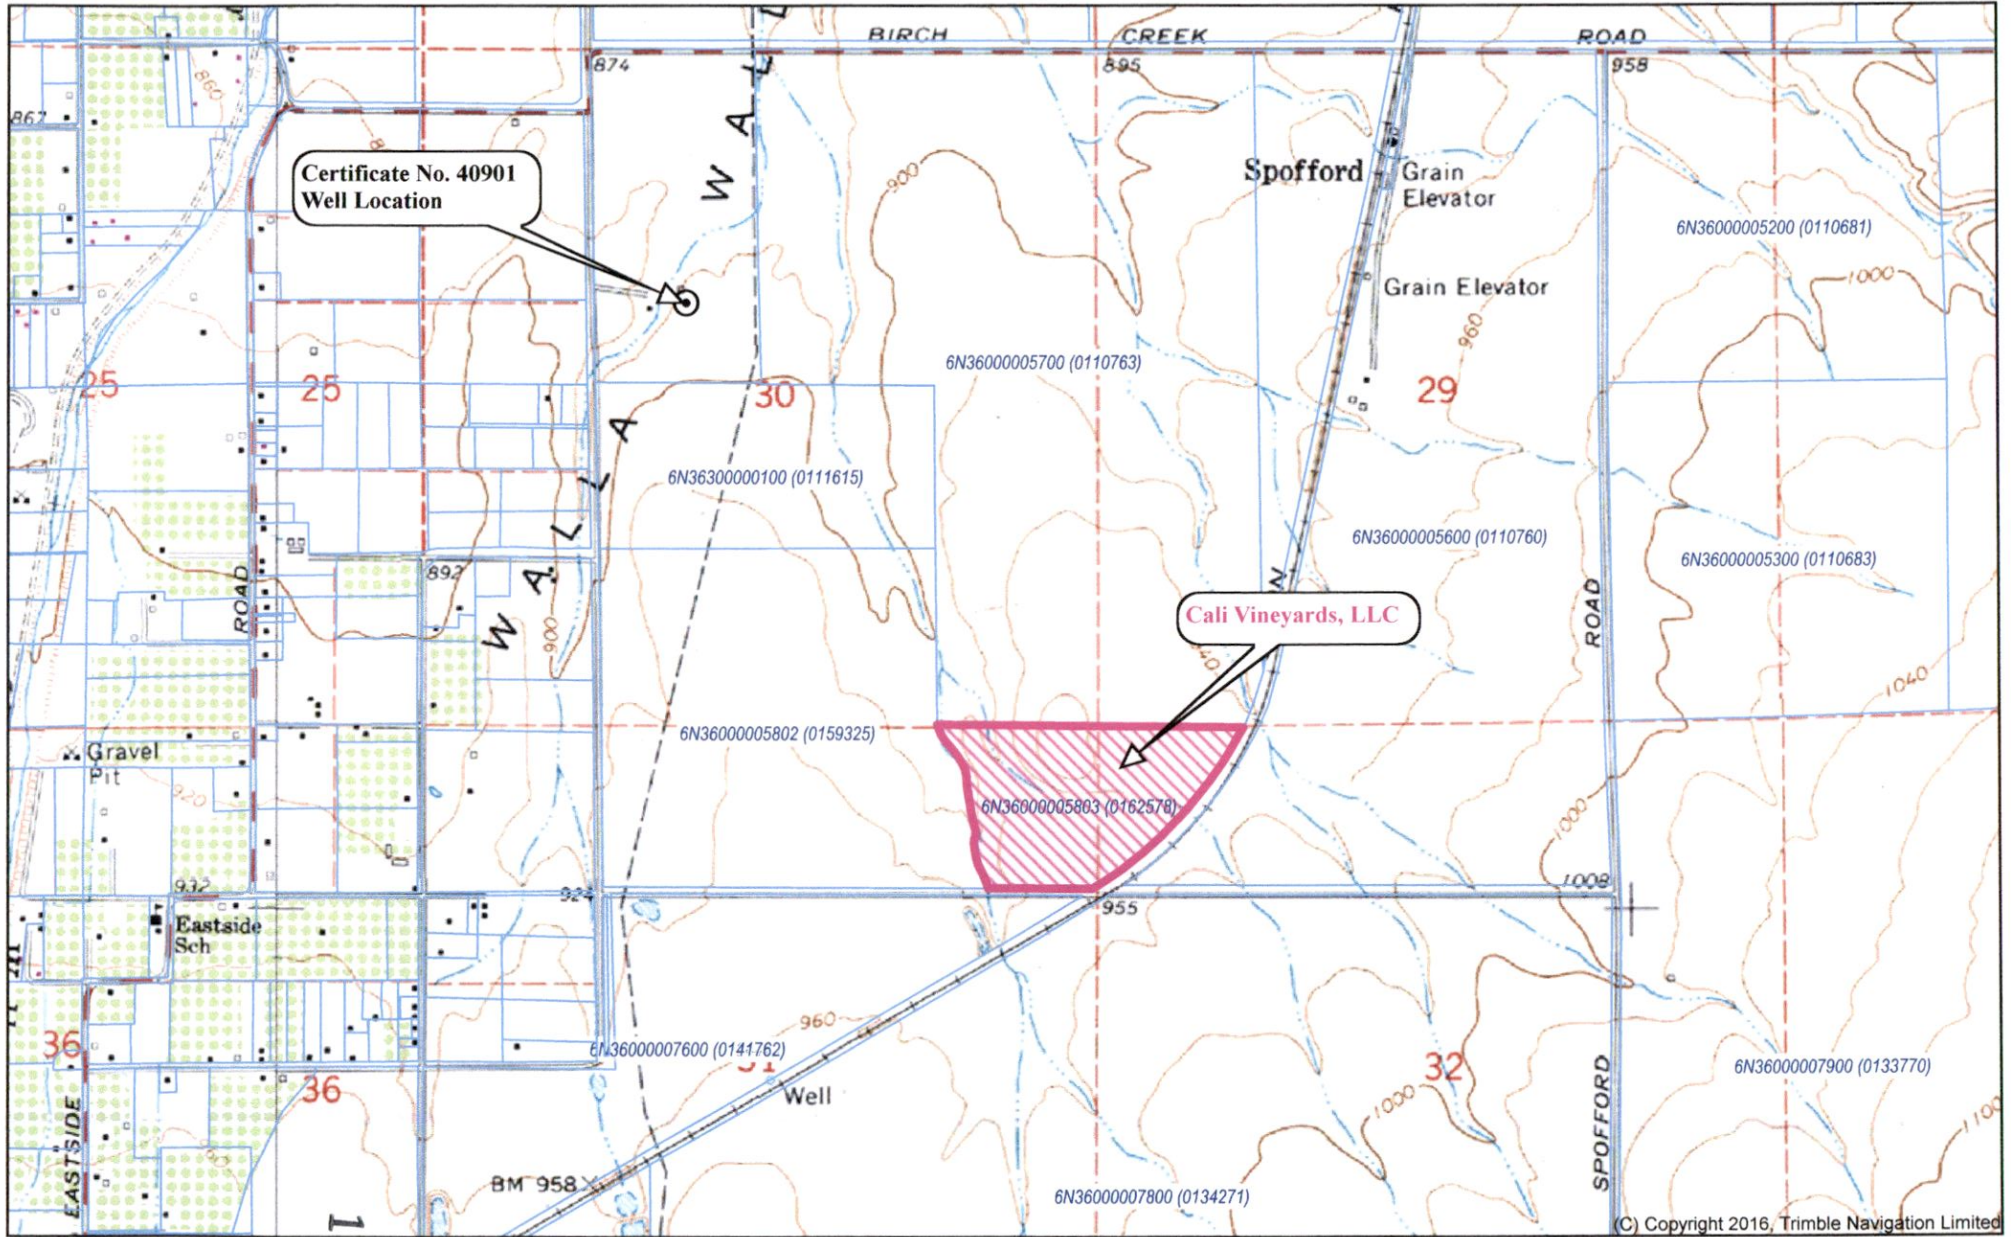 BIRCH CREEK ROAD
874
895
958
860
867
Certificate No. 40901
Well Location
W A L L A
W A L L A
900
Spofford
Grain
Elevator
6N36000005200 (0110681)
1000
Grain Elevator
960
6N36000005700 (0110763)
25
25
30
29
6N36300000100 (0111615)
6N36000005600 (0110760)
6N36000005300 (0110683)
892
ROAD
ROAD
900
Cali Vineyards, LLC
1040
6N36000005802 (0159325)
Gravel
Pit
920
6N36000005803 (0162578)
1000
932
1008
955
Eastside
Sch
960
36
6N36000007600 (0141762)
32
6N36000007900 (0133770)
36
Well
1000
1100
EASTSIDE
SPOFFORD
BM 958
6N36000007800 (0134271)
1
(C) Copyright 2016, Trimble Navigation Limited